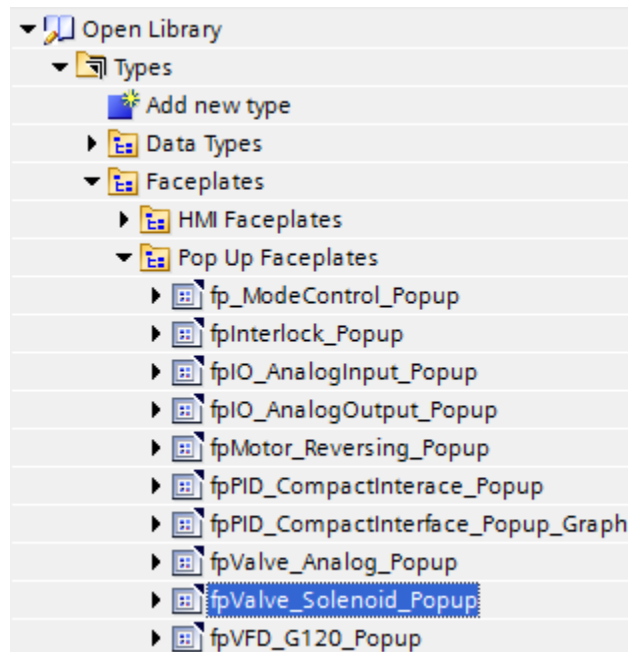 Open Library
Types
Add new type
Data Types
Faceplates
HMI Faceplates
Pop Up Faceplates
fp_ModeControl_Popup
fpInterlock_Popup
fpIO_AnalogInput_Popup
fpIO_AnalogOutput_Popup
fpMotor_Reversing_Popup
fpPID_CompactInterace_Popup
fpPID_CompactInterface_Popup_Graph
fpValve_Analog_Popup
fpValve_Solenoid_Popup
fpVFD_G120_Popup